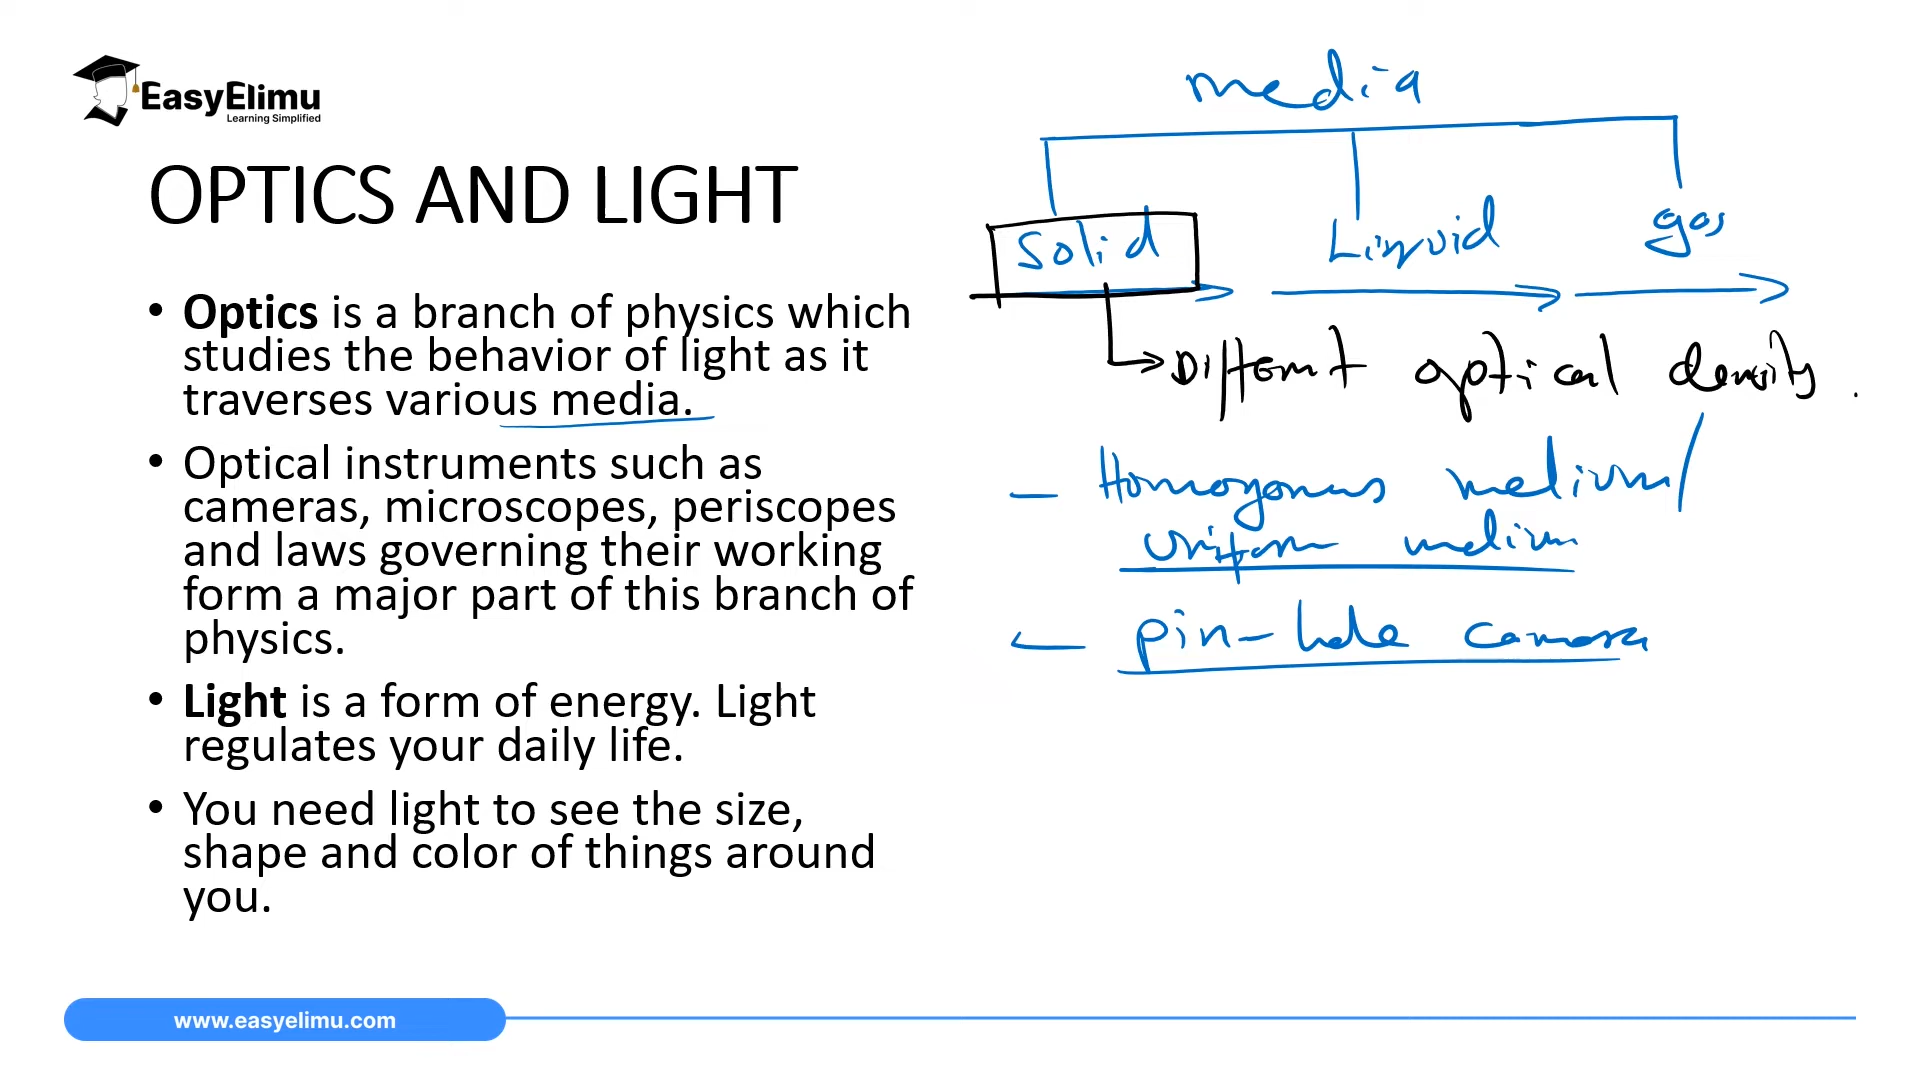 EasyElimu
Learning Simplified
OPTICS AND LIGHT
• Optics is a branch of physics which
studies the behavior of light as it
traverses various media.
• Optical instruments such as
cameras, microscopes, periscopes
and laws governing their working
form a major part of this branch of
physics.
• Light is a form of energy. Light
regulates your daily life.
• You need light to see the size,
shape and color of things around
you.
media
Solid Liquid gas
Different optical density.
- Homogonous medium/
uniform medium
- pin-hole camera
www.easyelimu.com